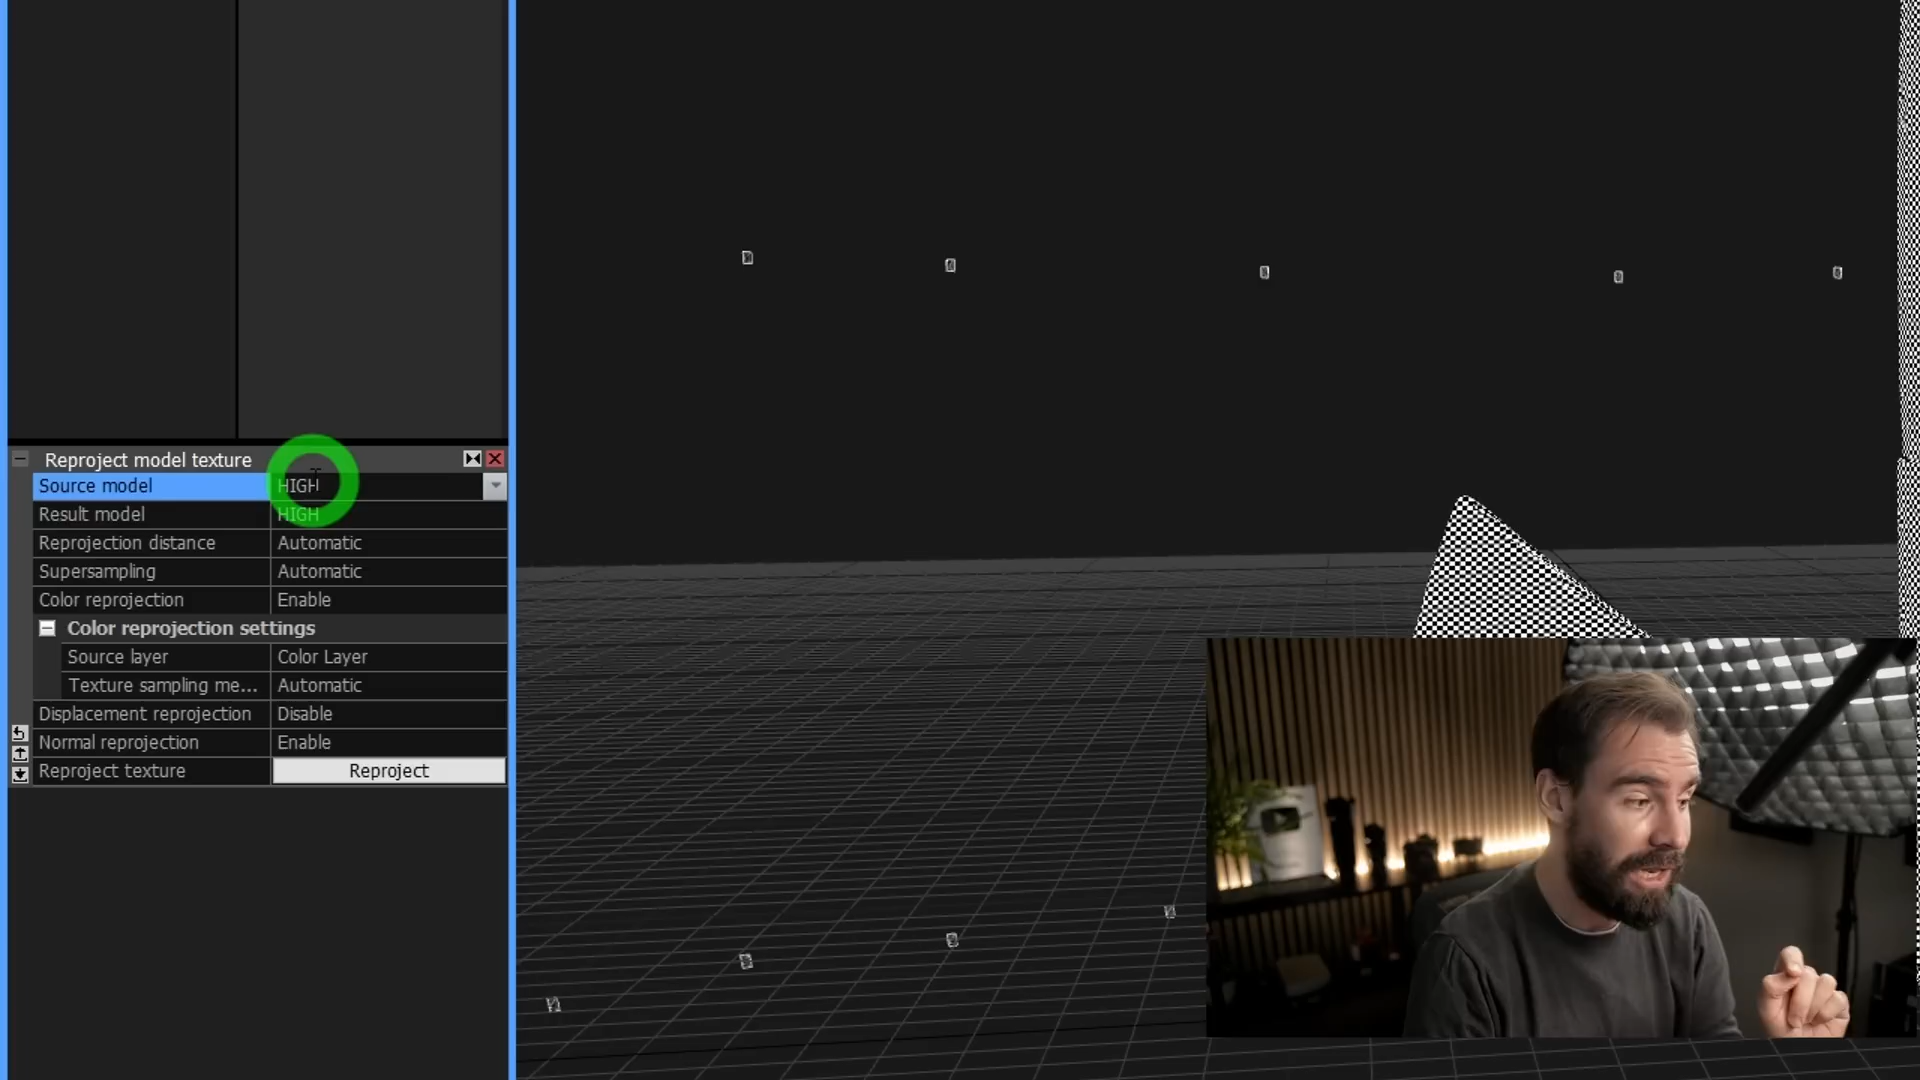 Reproject model texture
Source model HIGH
Result model HIGH
Reprojection distance Automatic
Supersampling Automatic
Color reprojection Enable
Color reprojection settings
Source layer Color Layer
Texture sampling me... Automatic
Displacement reprojection Disable
Normal reprojection Enable
Reproject texture Reproject